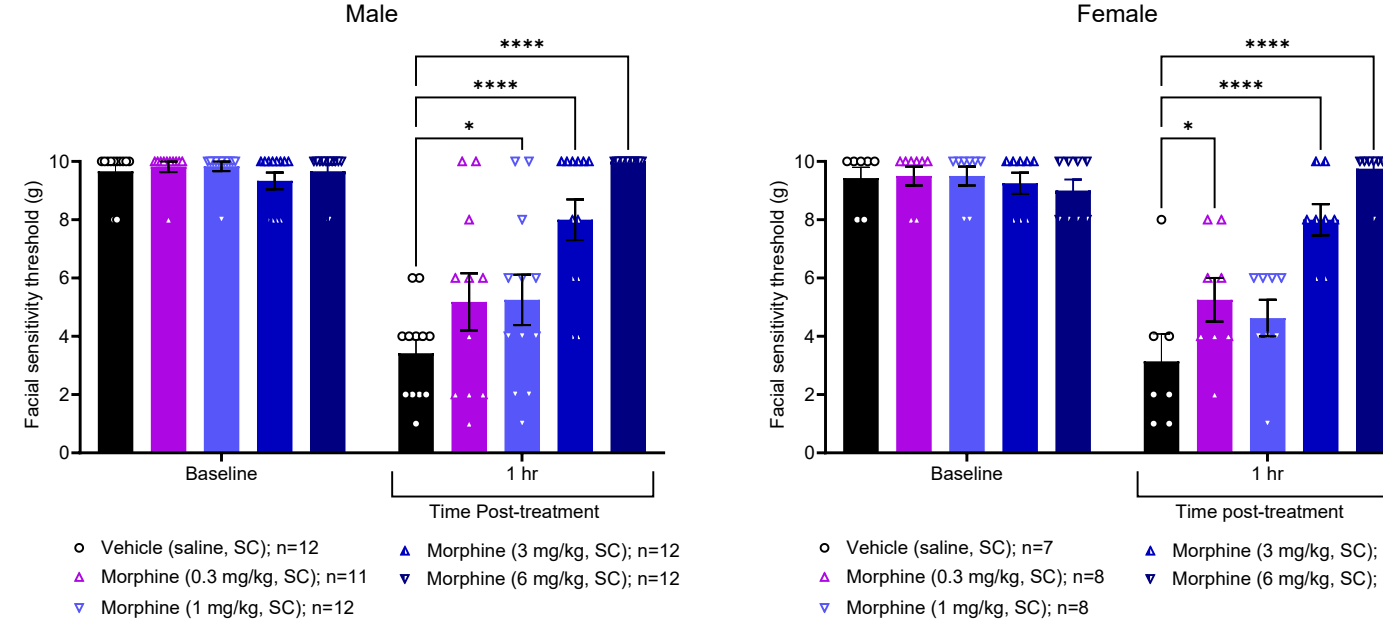 Male
Female
****
****
*
****
****
*
Facial sensitivity threshold (g)
10
8
6
4
2
0
Baseline
1 hr
Time Post-treatment
Facial sensitivity threshold (g)
10
8
6
4
2
0
Baseline
1 hr
Time post-treatment
Vehicle (saline, SC); n=12
Morphine (0.3 mg/kg, SC); n=11
Morphine (1 mg/kg, SC); n=12
Morphine (3 mg/kg, SC); n=12
Morphine (6 mg/kg, SC); n=12
Vehicle (saline, SC); n=7
Morphine (0.3 mg/kg, SC); n=8
Morphine (1 mg/kg, SC); n=8
Morphine (3 mg/kg, SC);
Morphine (6 mg/kg, SC);